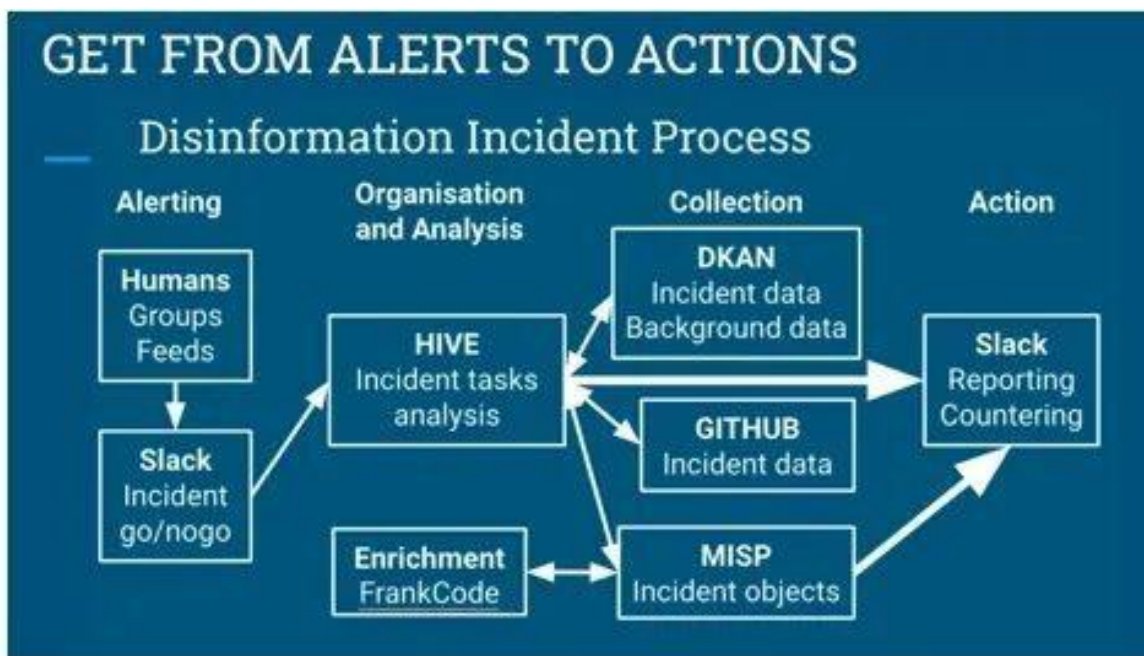 GET FROM ALERTS TO ACTIONS
Disinformation Incident Process
Alerting
Organisation
and Analysis
Collection
Action
Humans
Groups
Feeds
Slack
Incident
go/nogo
HIVE
Incident tasks
analysis
Enrichment
FrankCode
DKAN
Incident data
Background data
GITHUB
Incident data
MISP
Incident objects
Slack
Reporting
Countering